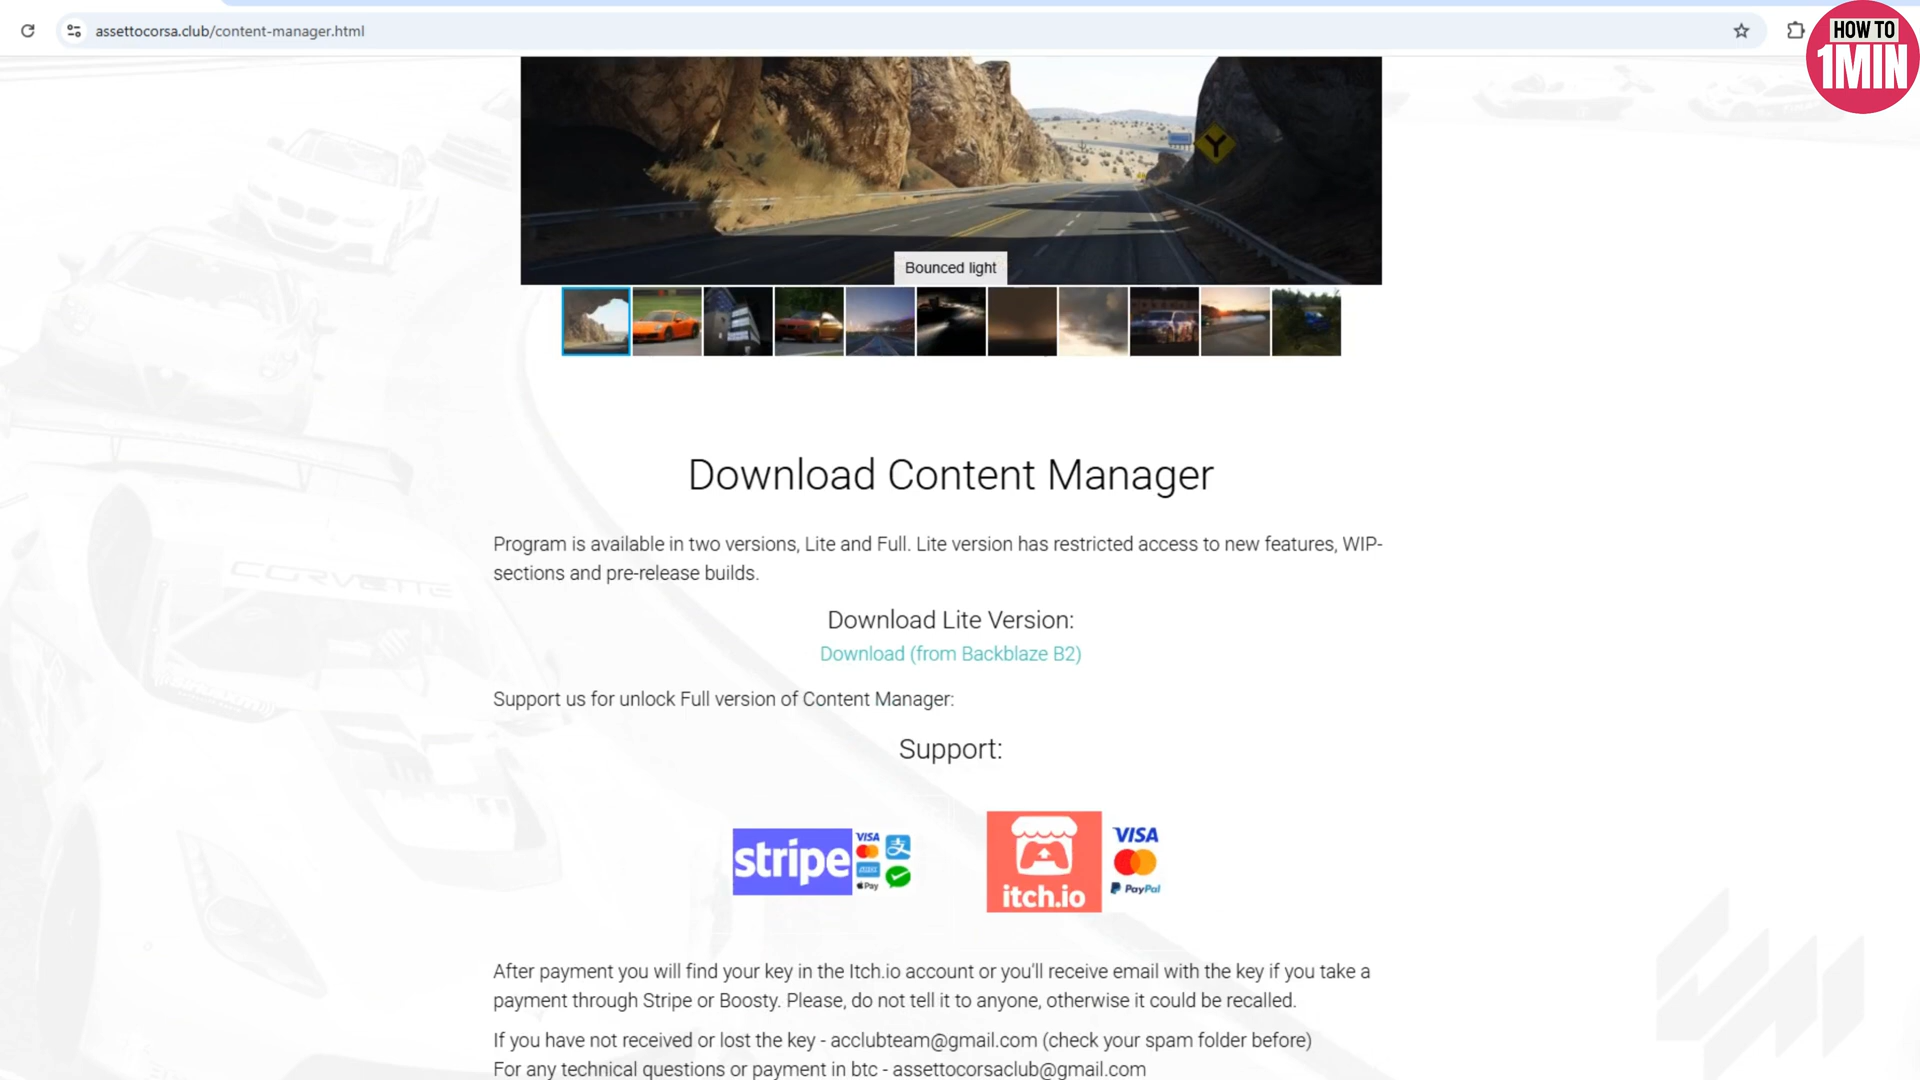 assettocorsa.club/content-manager.html
HOW TO
1MIN
Bounced light
CORVETTE
Download Content Manager
Program is available in two versions, Lite and Full. Lite version has restricted access to new features, WIP-
sections and pre-release builds.
Download Lite Version:
Download (from Backblaze B2)
Support us for unlock Full version of Content Manager:
Support:
stripe
VISA
支
Pay
itch.io
VISA
PayPal
After payment you will find your key in the Itch.io account or you'll receive email with the key if you take a
payment through Stripe or Boosty. Please, do not tell it to anyone, otherwise it could be recalled.
If you have not received or lost the key - acclubteam@gmail.com (check your spam folder before)
For any technical questions or payment in btc - assettocorsaclub@gmail.com